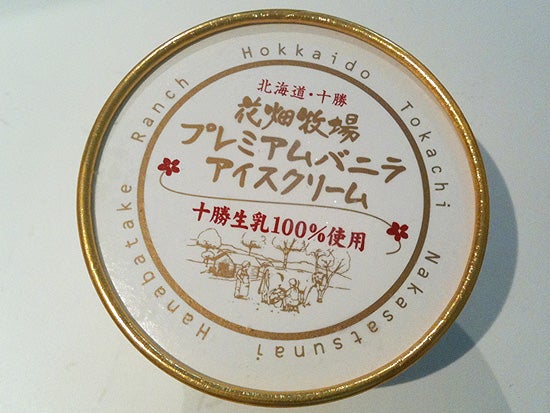 北海道・十勝
花畑牧場
プレミアムバニラ
アイスクリーム
十勝生乳100%使用
Hanabatake Ranch Hokkaido Tokachi Nakasatsunai